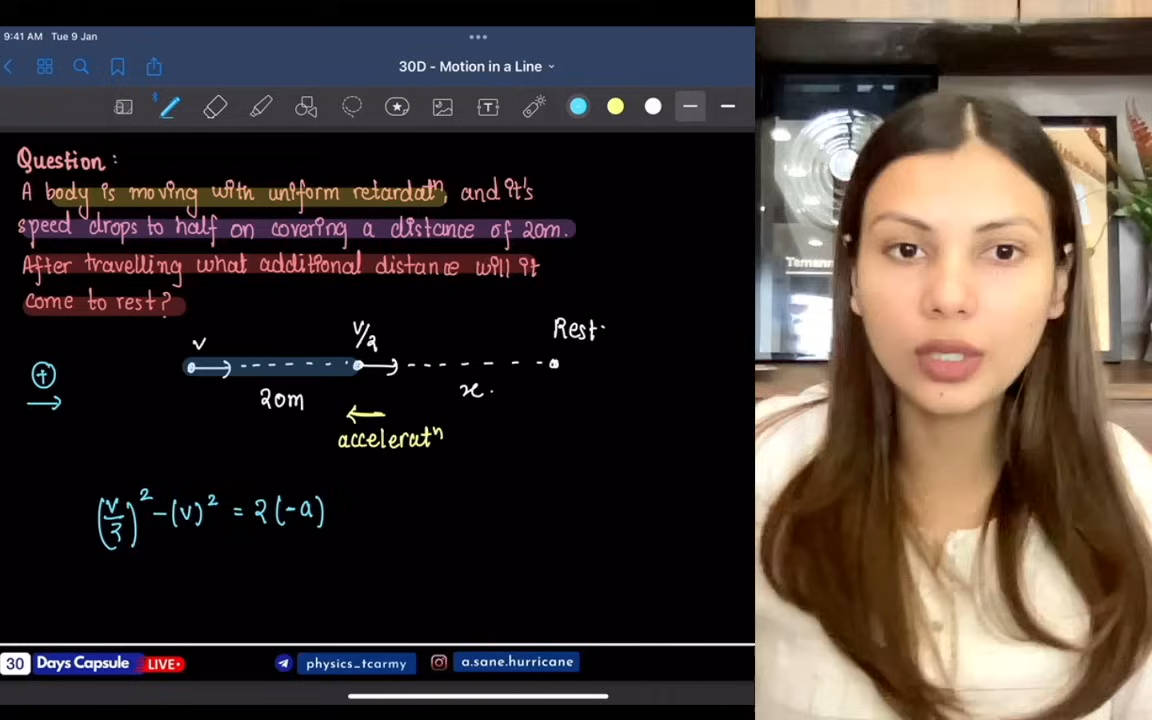 9:41 AM Tue 9 Jan
30D - Motion in a Line
T
Question:
A body is moving with uniform retardatⁿ, and it's
speed drops to half on covering a distance of 20m.
After travelling what additional distance will it
come to rest?
v
v/2
Rest.
+
20m
x.
acceleratⁿ
(v/2)² - (v)² = 2(-a)
30 Days Capsule LIVE
physics_tcarmy
a.sane.hurricane